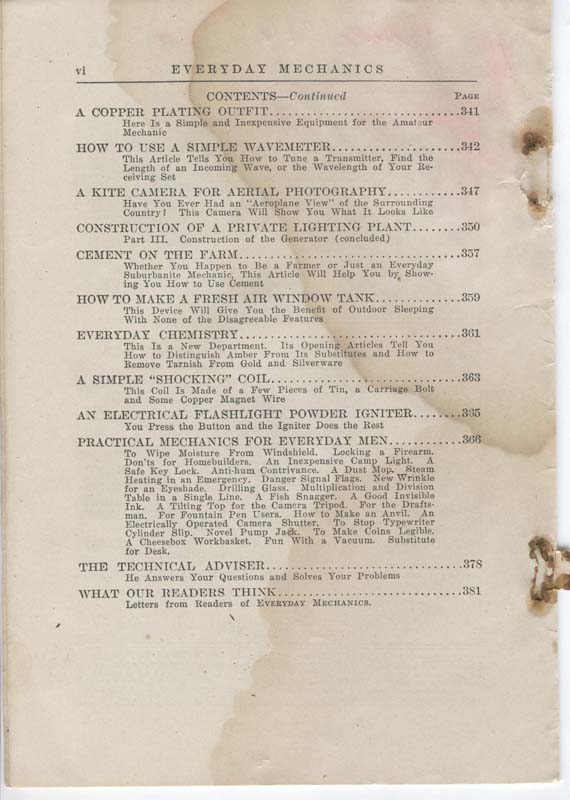 vi EVERYDAY MECHANICS
CONTENTS—Continued PAGE
A COPPER PLATING OUTFIT..............................341
Here Is a Simple and Inexpensive Equipment for the Amateur
Mechanic
HOW TO USE A SIMPLE WAVEMETER.....................342
This Article Tells You How to Tune a Transmitter, Find the
Length of an Incoming Wave, or the Wavelength of Your Re-
ceiving Set
A KITE CAMERA FOR AERIAL PHOTOGRAPHY............347
Have You Ever Had an "Aeroplane View" of the Surrounding
Country? This Camera Will Show You What It Looks Like
CONSTRUCTION OF A PRIVATE LIGHTING PLANT........350
Part III. Construction of the Generator (concluded)
CEMENT ON THE FARM...................................357
Whether You Happen to Be a Farmer or Just an Everyday
Suburbanite Mechanic, This Article Will Help You by Show-
ing You How to Use Cement
HOW TO MAKE A FRESH AIR WINDOW TANK..............359
This Device Will Give You the Benefit of Outdoor Sleeping
With None of the Disagreeable Features
EVERYDAY CHEMISTRY...................................361
This Is a New Department. Its Opening Articles Tell You
How to Distinguish Amber From Its Substitutes and How to
Remove Tarnish From Gold and Silverware
A SIMPLE "SHOCKING" COIL..............................363
This Coil Is Made of a Few Pieces of Tin, a Carriage Bolt
and Some Copper Magnet Wire
AN ELECTRICAL FLASHLIGHT POWDER IGNITER........365
You Press the Button and the Igniter Does the Rest
PRACTICAL MECHANICS FOR EVERYDAY MEN............366
To Wipe Moisture From Windshield. Locking a Firearm.
Don'ts for Homebuilders. An Inexpensive Camp Light. A
Safe Key Lock. Anti-hum Contrivance. A Dust Mop. Steam
Heating in an Emergency. Danger Signal Flags. New Wrinkle
for an Eyeshade. Drilling Glass. Multiplication and Division
Table in a Single Line. A Fish Snagger. A Good Invisible
Ink. A Tilting Top for the Camera Tripod. For the Drafts-
man. For Fountain Pen Users. How to Make an Anvil. An
Electrically Operated Camera Shutter. To Stop Typewriter
Cylinder Slip. Novel Pump Jack. To Make Coins Legible.
A Cheesebox Workbasket. Fun With a Vacuum. Substitute
for Desk.
THE TECHNICAL ADVISER................................378
He Answers Your Questions and Solves Your Problems
WHAT OUR READERS THINK..............................381
Letters from Readers of EVERYDAY MECHANICS.